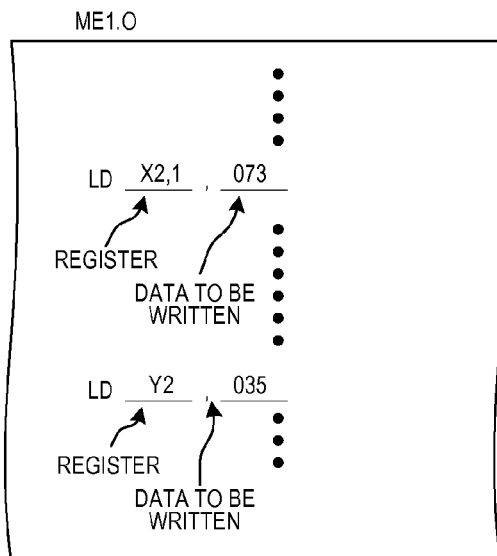 ME1.O
LD X2,1 , 073
REGISTER
DATA TO BE
WRITTEN
LD Y2 , 035
REGISTER
DATA TO BE
WRITTEN